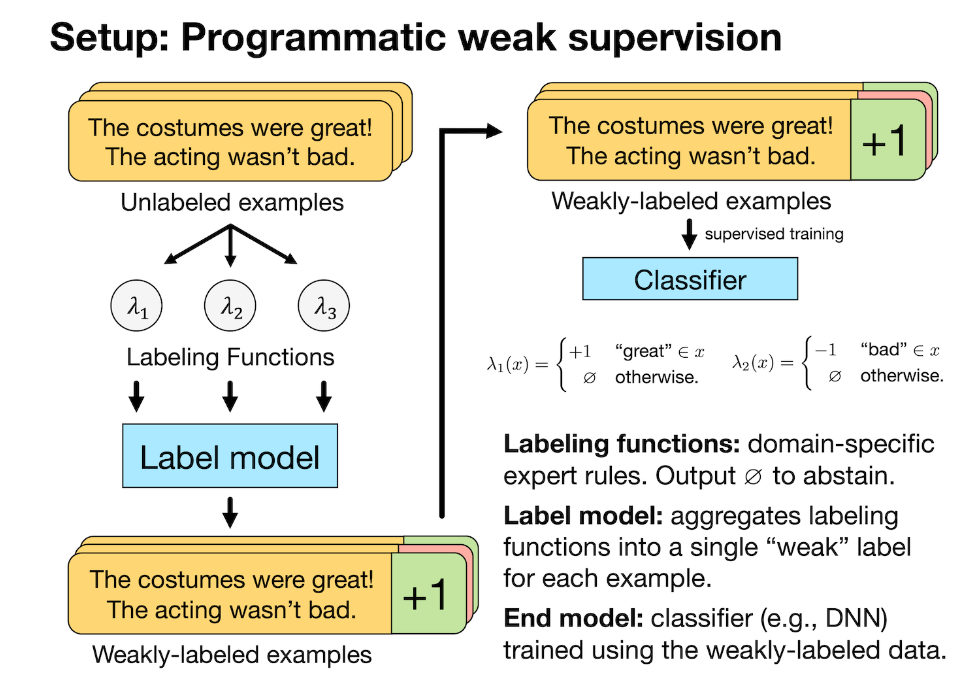 Setup: Programmatic weak supervision
The costumes were great!
The acting wasn't bad.
Unlabeled examples
λ1 λ2 λ3
Labeling Functions
Label model
The costumes were great!
The acting wasn't bad.
+1
Weakly-labeled examples
The costumes were great!
The acting wasn't bad.
+1
Weakly-labeled examples
supervised training
Classifier
λ1(x) = { +1 “great” ∈ x
∅ otherwise.
λ2(x) = { −1 “bad” ∈ x
∅ otherwise.
Labeling functions: domain-specific
expert rules. Output ∅ to abstain.
Label model: aggregates labeling
functions into a single “weak” label
for each example.
End model: classifier (e.g., DNN)
trained using the weakly-labeled data.